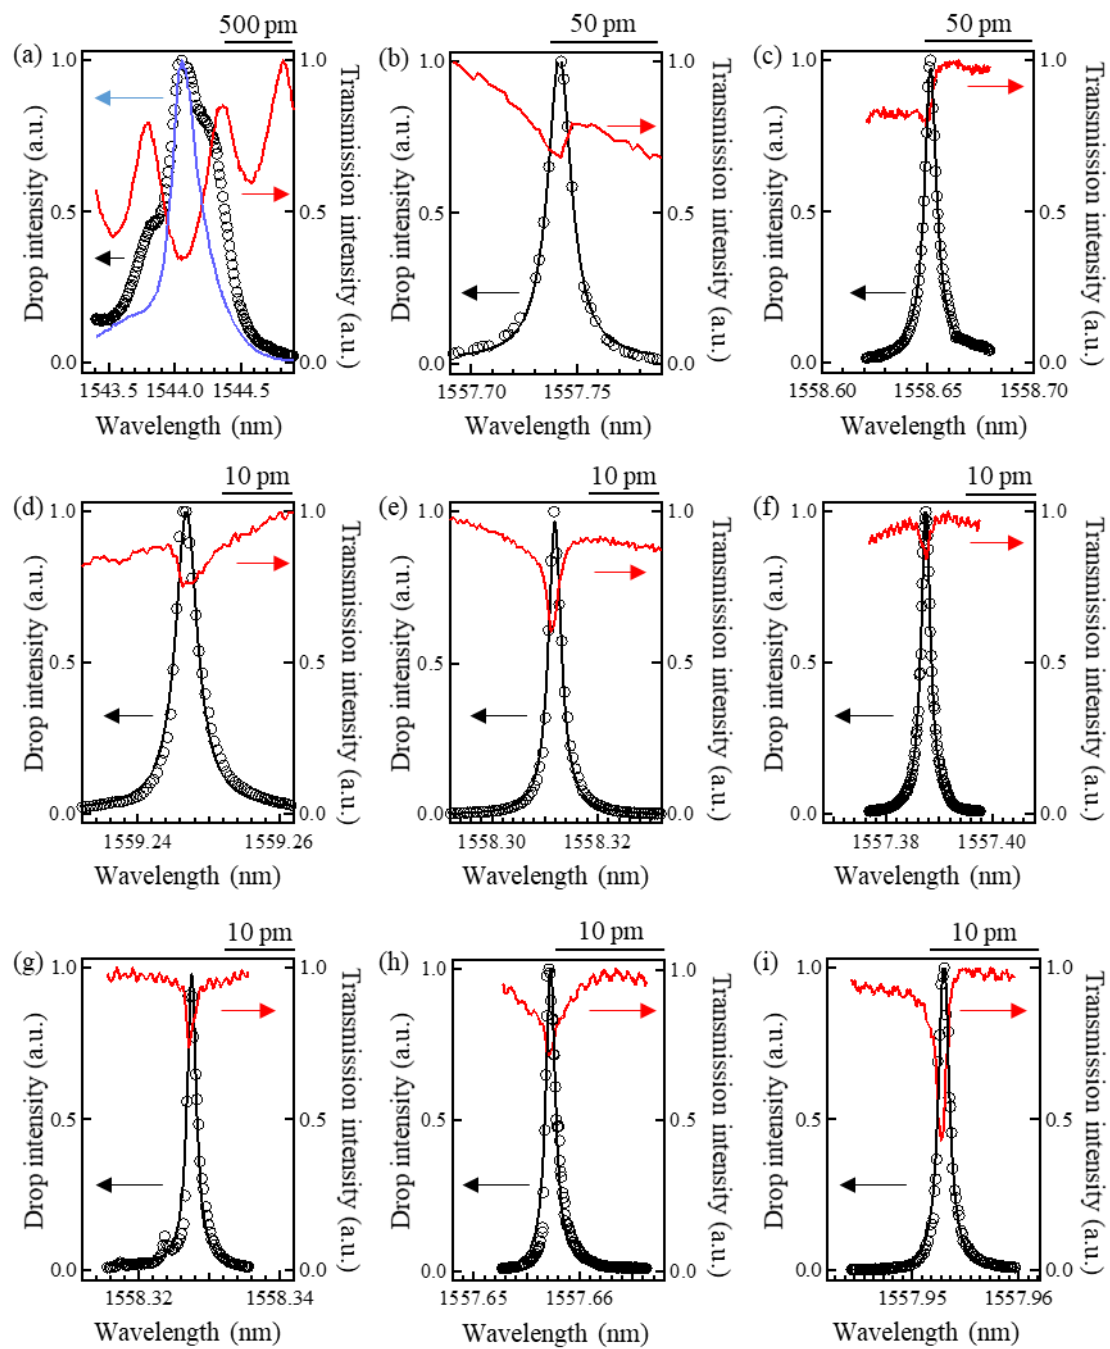 500 pm
(a)
1.0
0.5
0.0
Drop intensity (a.u.)
1.0
0.5
0.0
Transmission intensity (a.u.)
1543.5
1544.0
1544.5
Wavelength (nm)
50 pm
(b)
1.0
0.5
0.0
Drop intensity (a.u.)
1.0
0.5
0.0
Transmission intensity (a.u.)
1557.70
1557.75
Wavelength (nm)
50 pm
(c)
1.0
0.5
0.0
Drop intensity (a.u.)
1.0
0.5
0.0
Transmission intensity (a.u.)
1558.60
1558.65
1558.70
Wavelength (nm)
10 pm
(d)
1.0
0.5
0.0
Drop intensity (a.u.)
1.0
0.5
0.0
Transmission intensity (a.u.)
1559.24
1559.26
Wavelength (nm)
10 pm
(e)
1.0
0.5
0.0
Drop intensity (a.u.)
1.0
0.5
0.0
Transmission intensity (a.u.)
1558.30
1558.32
Wavelength (nm)
10 pm
(f)
1.0
0.5
0.0
Drop intensity (a.u.)
1.0
0.5
0.0
Transmission intensity (a.u.)
1557.38
1557.40
Wavelength (nm)
10 pm
(g)
1.0
0.5
0.0
Drop intensity (a.u.)
1.0
0.5
0.0
Transmission intensity (a.u.)
1558.32
1558.34
Wavelength (nm)
10 pm
(h)
1.0
0.5
0.0
Drop intensity (a.u.)
1.0
0.5
0.0
Transmission intensity (a.u.)
1557.65
1557.66
Wavelength (nm)
10 pm
(i)
1.0
0.5
0.0
Drop intensity (a.u.)
1.0
0.5
0.0
Transmission intensity (a.u.)
1557.95
1557.96
Wavelength (nm)